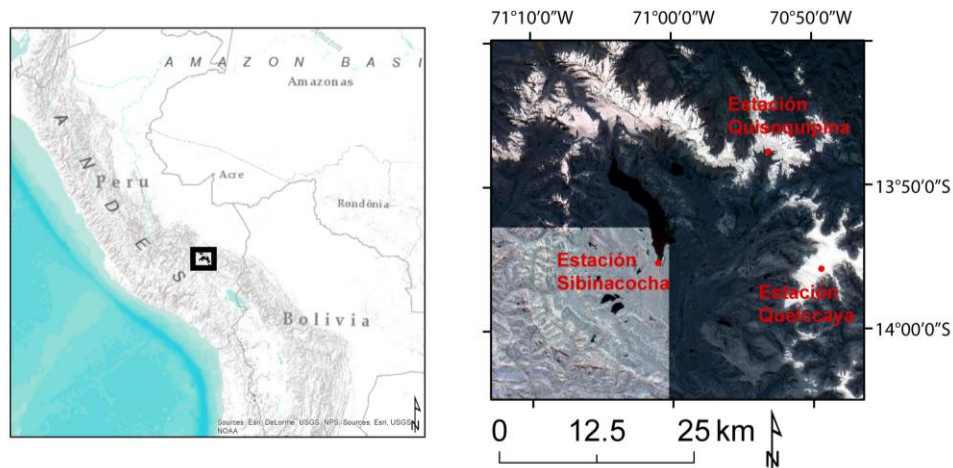 71°10'0"W 71°00'0"W 70°50'0"W
AMAZON BASI
Amazon
Amazonas
ANDES
Peru
Acre
Rondônia
Bolivia
Sources: Esri, DeLorme, USGS, NPS, Sources: Esri, USGS,
NOAA
N
Estación
Quisoquipina
13°50'0"S
Estación
Sibinacocha
Estación
Quelccaya
14°00'0"S
0 12.5 25 km
N